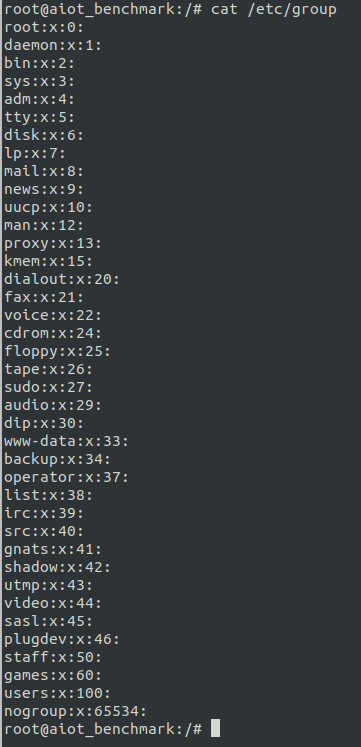 root@aiot_benchmark:/# cat /etc/group
root:x:0:
daemon:x:1:
bin:x:2:
sys:x:3:
adm:x:4:
tty:x:5:
disk:x:6:
lp:x:7:
mail:x:8:
news:x:9:
uucp:x:10:
man:x:12:
proxy:x:13:
kmem:x:15:
dialout:x:20:
fax:x:21:
voice:x:22:
cdrom:x:24:
floppy:x:25:
tape:x:26:
sudo:x:27:
audio:x:29:
dip:x:30:
www-data:x:33:
backup:x:34:
operator:x:37:
list:x:38:
irc:x:39:
src:x:40:
gnats:x:41:
shadow:x:42:
utmp:x:43:
video:x:44:
sasl:x:45:
plugdev:x:46:
staff:x:50:
games:x:60:
users:x:100:
nogroup:x:65534:
root@aiot_benchmark:/#